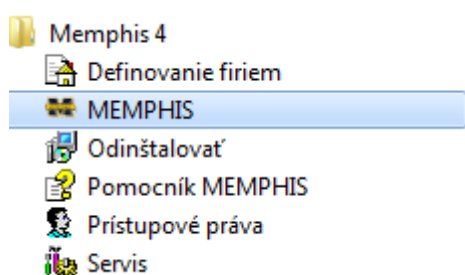 Memphis 4
Definovanie firiem
MEMPHIS
Odinštalovať
Pomocník MEMPHIS
Prístupové práva
Servis